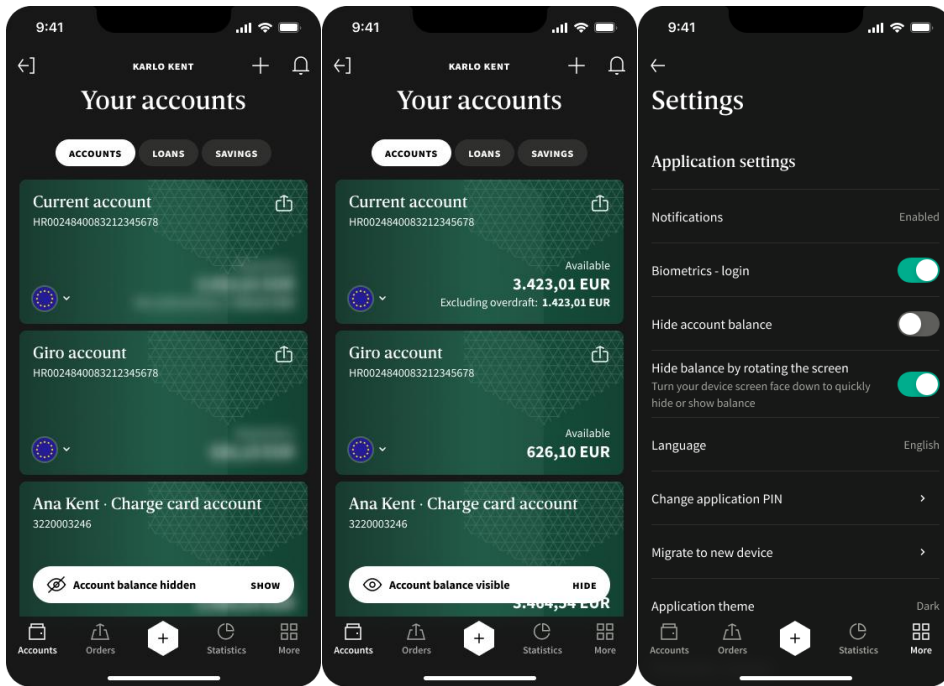 9:41
KARLO KENT
Your accounts
ACCOUNTS LOANS SAVINGS
Current account
HR0024840083212345678
Giro account
HR0024840083212345678
Ana Kent · Charge card account
3220003246
Account balance hidden SHOW
Accounts Orders Statistics More
9:41
KARLO KENT
Your accounts
ACCOUNTS LOANS SAVINGS
Current account
HR0024840083212345678
Available
3.423,01 EUR
Excluding overdraft: 1.423,01 EUR
Giro account
HR0024840083212345678
Available
626,10 EUR
Ana Kent · Charge card account
3220003246
Account balance visible HIDE
3.464,54 EUR
Accounts Orders Statistics More
9:41
Settings
Application settings
Notifications Enabled
Biometrics - login
Hide account balance
Hide balance by rotating the screen
Turn your device screen face down to quickly
hide or show balance
Language English
Change application PIN
Migrate to new device
Application theme Dark
Accounts Orders Statistics More